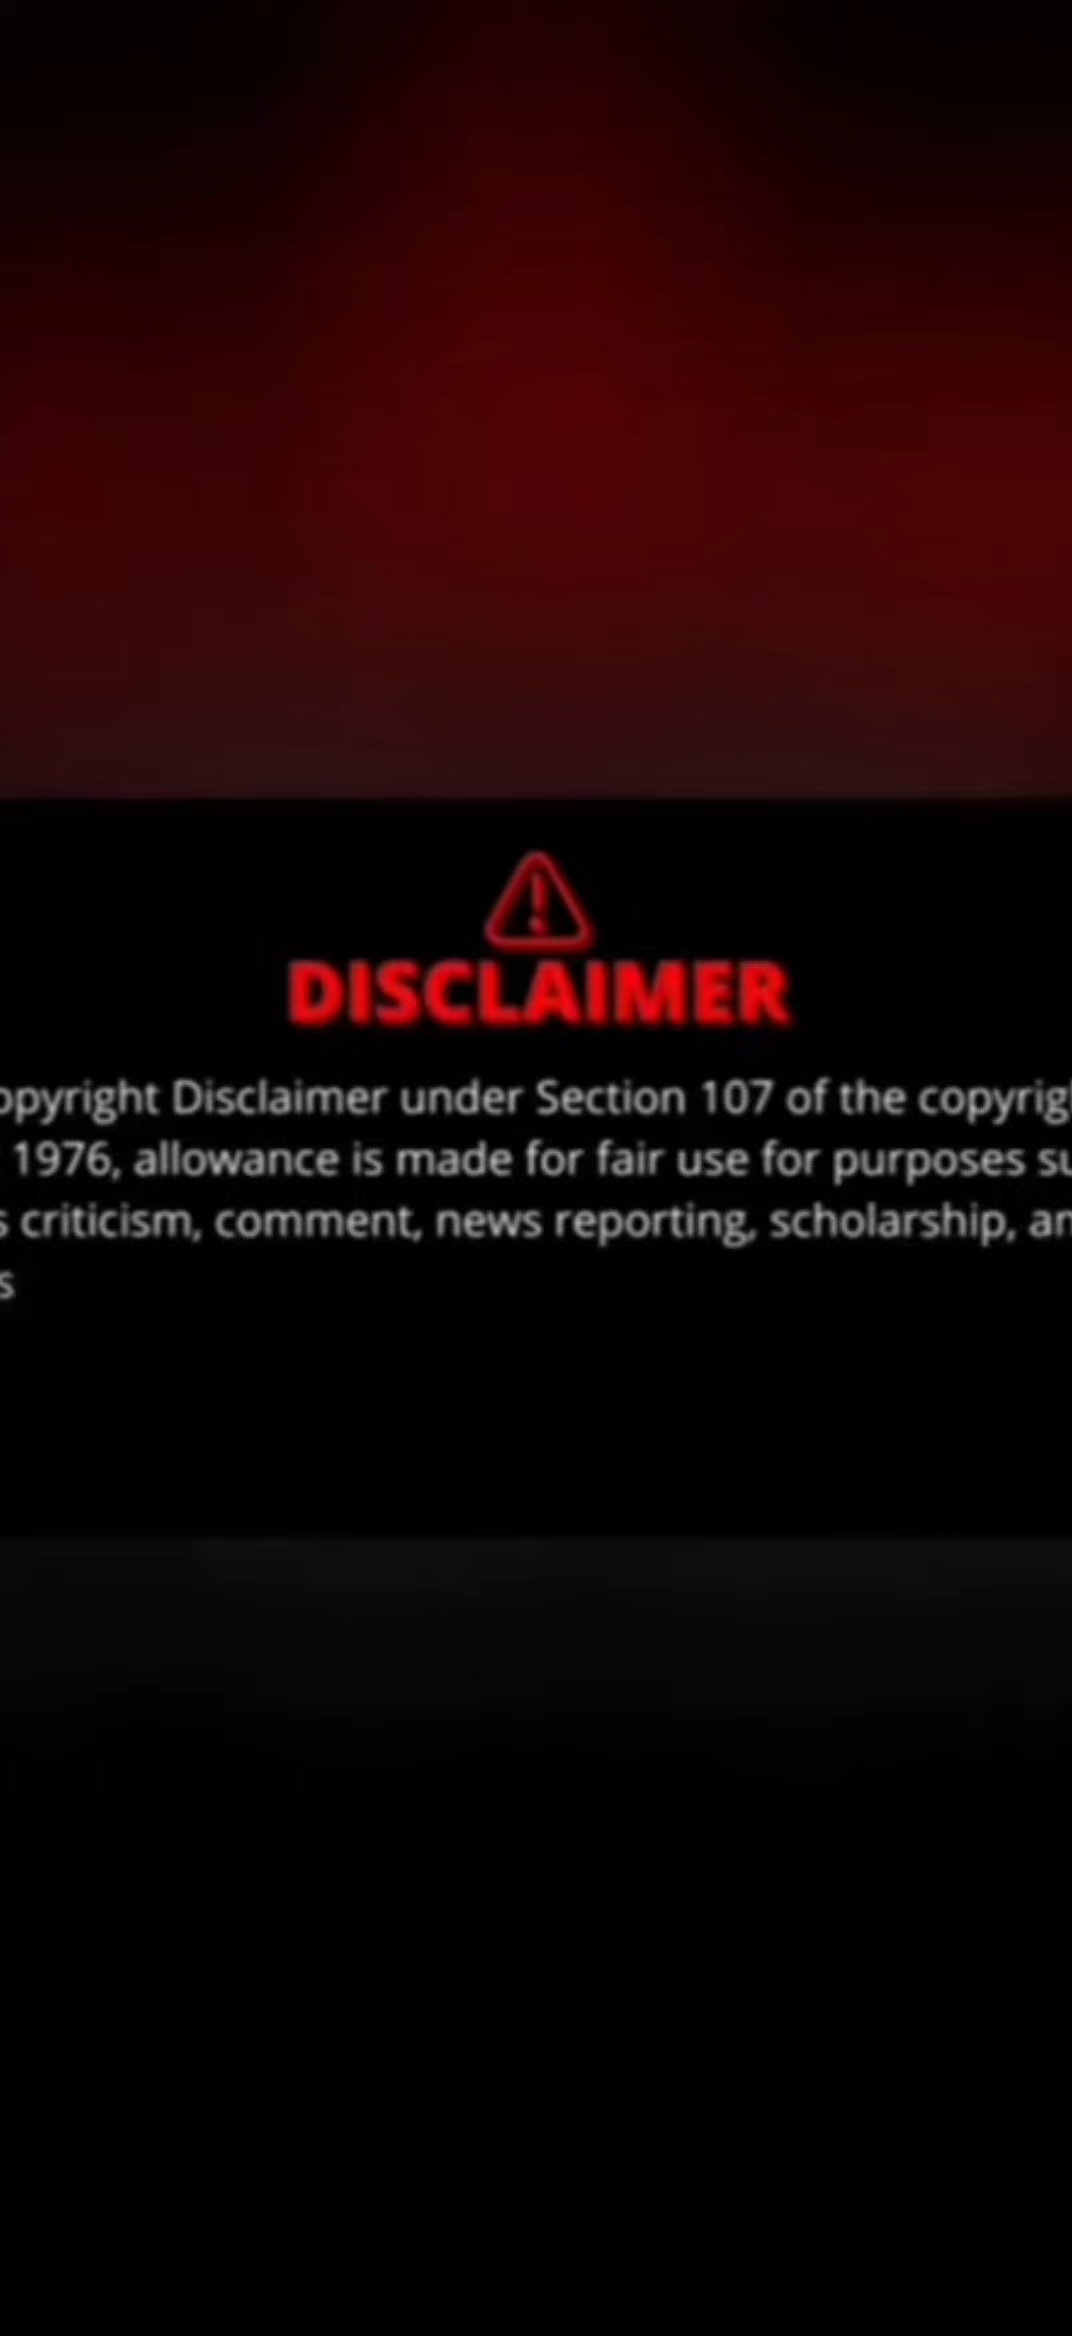 DISCLAIMER
opyright Disclaimer under Section 107 of the copyrigh
1976, allowance is made for fair use for purposes su
s criticism, comment, news reporting, scholarship, an
s